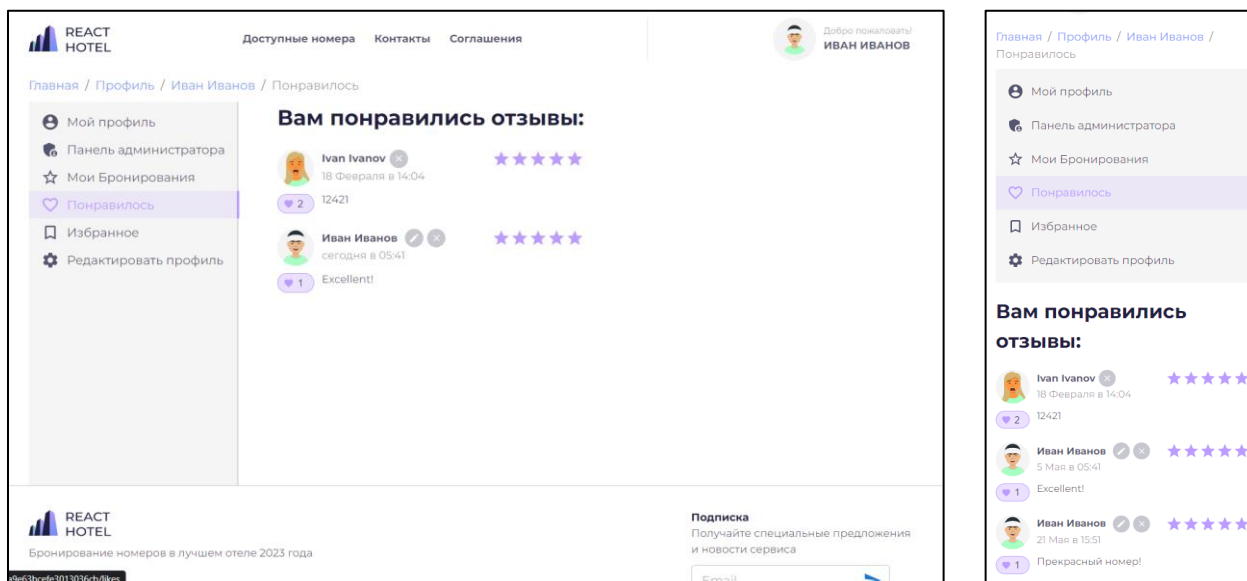 REACT
HOTEL
Доступные номера Контакты Соглашения
Добро пожаловать!
ИВАН ИВАНОВ
Главная / Профиль / Иван Иванов / Понравилось
Мой профиль
Панель администратора
Мои Бронирования
Понравилось
Избранное
Редактировать профиль
Вам понравились отзывы:
Ivan Ivanov
18 Февраля в 14:04
2 12421
Иван Иванов
сегодня в 05:41
1 Excellent!
REACT
HOTEL
Бронирование номеров в лучшем отеле 2023 года
Подписка
Получайте специальные предложения
и новости сервиса
Email
a9e63bcefe3013036cb/likes
Главная / Профиль / Иван Иванов /
Понравилось
Мой профиль
Панель администратора
Мои Бронирования
Понравилось
Избранное
Редактировать профиль
Вам понравились
отзывы:
Ivan Ivanov
18 Февраля в 14:04
2 12421
Иван Иванов
5 Мая в 05:41
1 Excellent!
Иван Иванов
21 Мая в 15:51
1 Прекрасный номер!